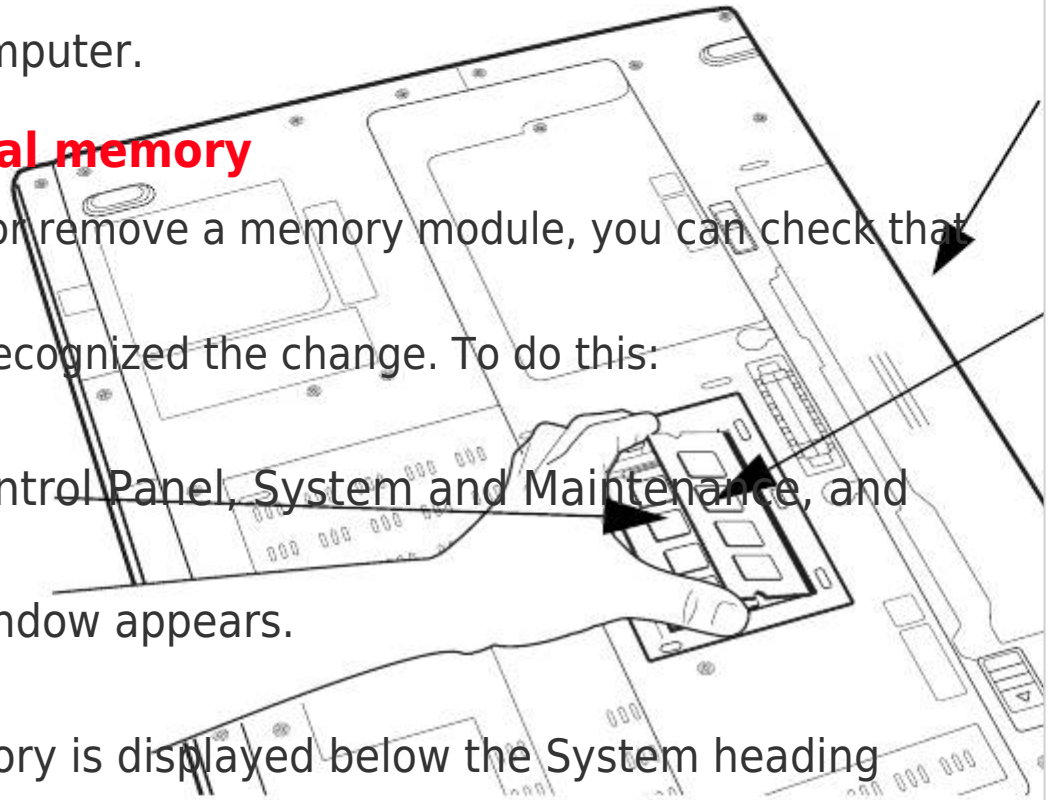 mputer.
al memory
or remove a memory module, you can check that
ecognized the change. To do this:
ntrol Panel, System and Maintenance, and
ndow appears.
ory is displayed below the System heading